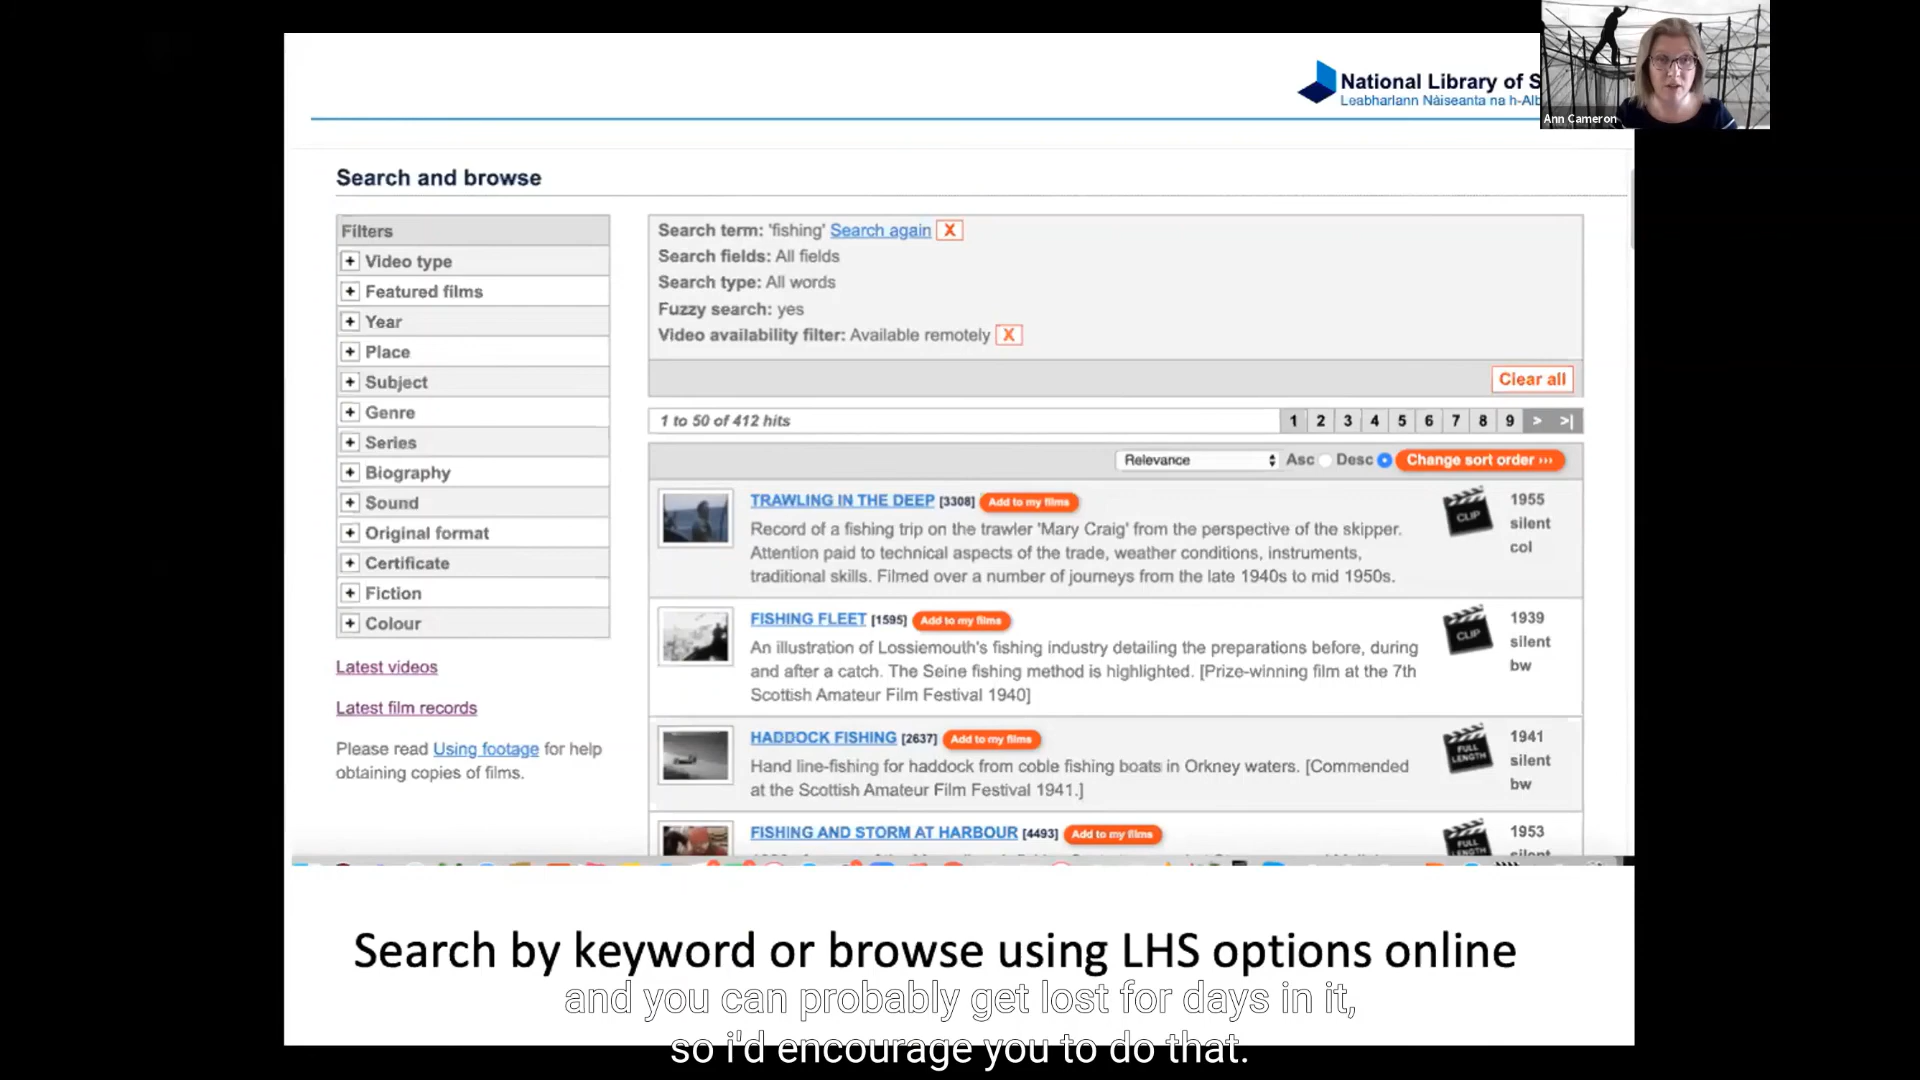 National Library of S
Leabharlann Nàiseanta na h-Alb
Ann Cameron
Search and browse
Filters
+ Video type
+ Featured films
+ Year
+ Place
+ Subject
+ Genre
+ Series
+ Biography
+ Sound
+ Original format
+ Certificate
+ Fiction
+ Colour
Latest videos
Latest film records
Please read Using footage for help
obtaining copies of films.
Search term: 'fishing' Search again X
Search fields: All fields
Search type: All words
Fuzzy search: yes
Video availability filter: Available remotely X
Clear all
1 to 50 of 412 hits 1 2 3 4 5 6 7 8 9 > >|
Relevance Asc Desc Change sort order ›››
TRAWLING IN THE DEEP [3308] Add to my films
Record of a fishing trip on the trawler 'Mary Craig' from the perspective of the skipper.
Attention paid to technical aspects of the trade, weather conditions, instruments,
traditional skills. Filmed over a number of journeys from the late 1940s to mid 1950s.
CLIP
1955
silent
col
FISHING FLEET [1595] Add to my films
An illustration of Lossiemouth's fishing industry detailing the preparations before, during
and after a catch. The Seine fishing method is highlighted. [Prize-winning film at the 7th
Scottish Amateur Film Festival 1940]
CLIP
1939
silent
bw
HADDOCK FISHING [2637] Add to my films
Hand line-fishing for haddock from coble fishing boats in Orkney waters. [Commended
at the Scottish Amateur Film Festival 1941.]
FULL
LENGTH
1941
silent
bw
FISHING AND STORM AT HARBOUR [4493] Add to my films
FULL
LENGTH
1953
silent
Search by keyword or browse using LHS options online
and you can probably get lost for days in it,
so i'd encourage you to do that.